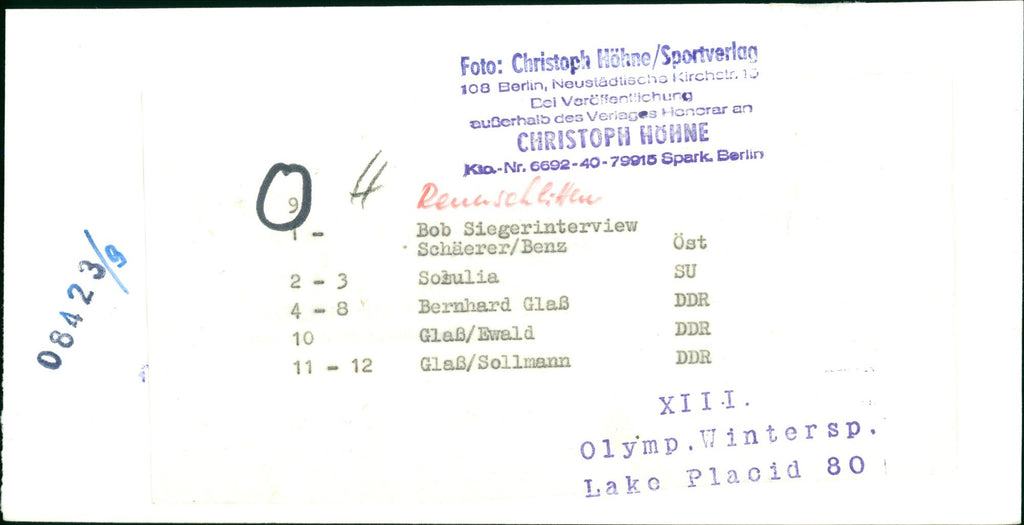 Foto: Christoph Höhne/Sportverlag
108 Berlin, Neustädtische Kirchstr. 15
Bei Veröffentlichung
außerhalb des Verlages Honorar an
CHRISTOPH HÖHNE
Kto.-Nr. 6692-40-79915 Spark. Berlin
9 Rennschlitten
1 - Bob Siegerinterview
Schäerer/Benz Öst
2 - 3 Schulia SU
4 - 8 Bernhard Glaß DDR
10 Glaß/Ewald DDR
11 - 12 Glaß/Sollmann DDR
08423/9
XIII.
Olymp.Wintersp.
Lake Placid 80